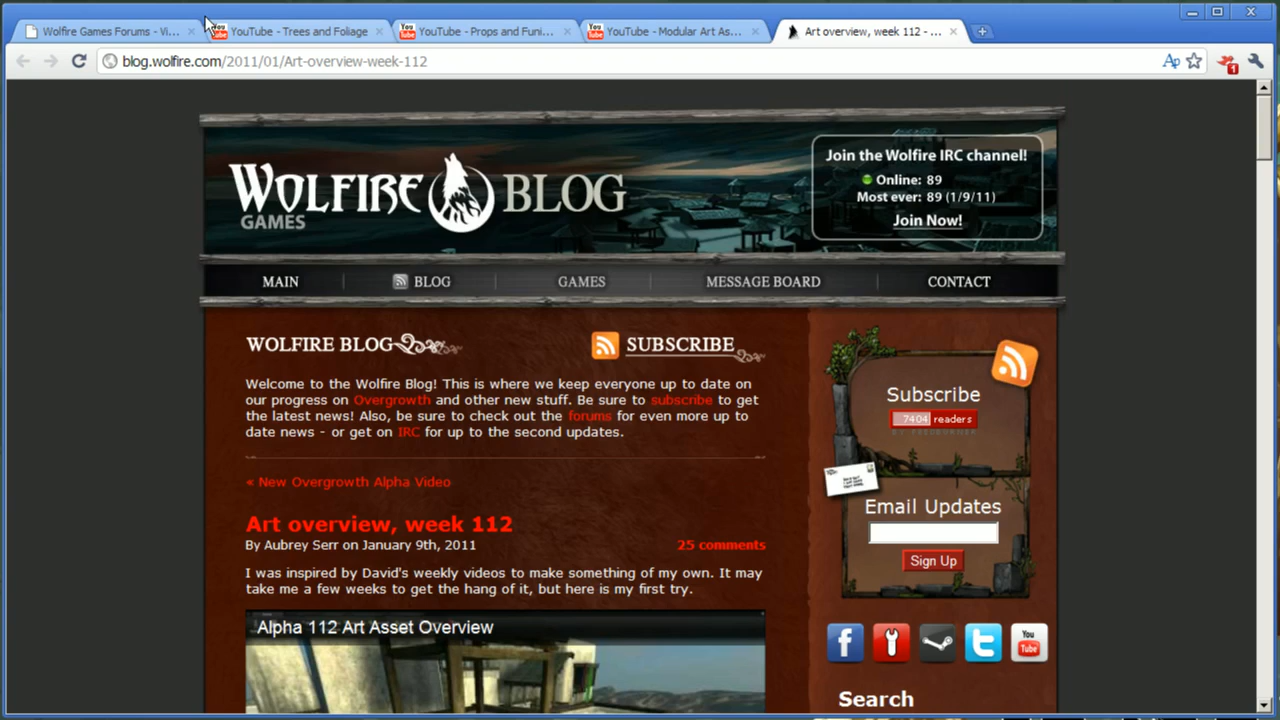 Wolfire Games Forums - Vi...
YouTube - Trees and Foliage
YouTube - Props and Funi...
YouTube - Modular Art As...
Art overview, week 112 - ...
blog.wolfire.com/2011/01/Art-overview-week-112
1
WOLFIRE BLOG
GAMES
Join the Wolfire IRC channel!
Online: 89
Most ever: 89 (1/9/11)
Join Now!
MAIN
BLOG
GAMES
MESSAGE BOARD
CONTACT
WOLFIRE BLOG
SUBSCRIBE
Welcome to the Wolfire Blog! This is where we keep everyone up to date on
our progress on Overgrowth and other new stuff. Be sure to subscribe to get
the latest news! Also, be sure to check out the forums for even more up to
date news - or get on IRC for up to the second updates.
« New Overgrowth Alpha Video
Art overview, week 112
By Aubrey Serr on January 9th, 2011
25 comments
I was inspired by David's weekly videos to make something of my own. It may
take me a few weeks to get the hang of it, but here is my first try.
Alpha 112 Art Asset Overview
Subscribe
7404 readers
BY FEEDBURNER
Email Updates
Sign Up
You
Tube
Search